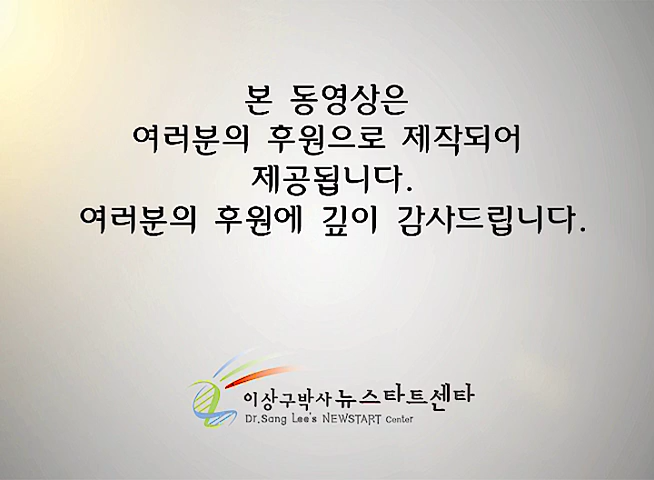 본 동영상은
여러분의 후원으로 제작되어
제공됩니다.
여러분의 후원에 깊이 감사드립니다.
이상구박사 뉴스타트센타
Dr.Sang Lee's NEWSTART Center